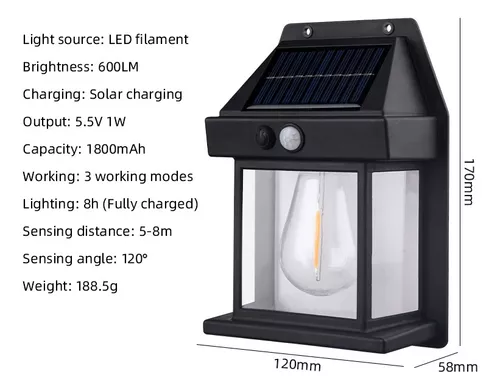 Light source: LED filament
Brightness: 600LM
Charging: Solar charging
Output: 5.5V 1W
Capacity: 1800mAh
Working: 3 working modes
Lighting: 8h (Fully charged)
Sensing distance: 5-8m
Sensing angle: 120°
Weight: 188.5g
170mm
120mm
58mm